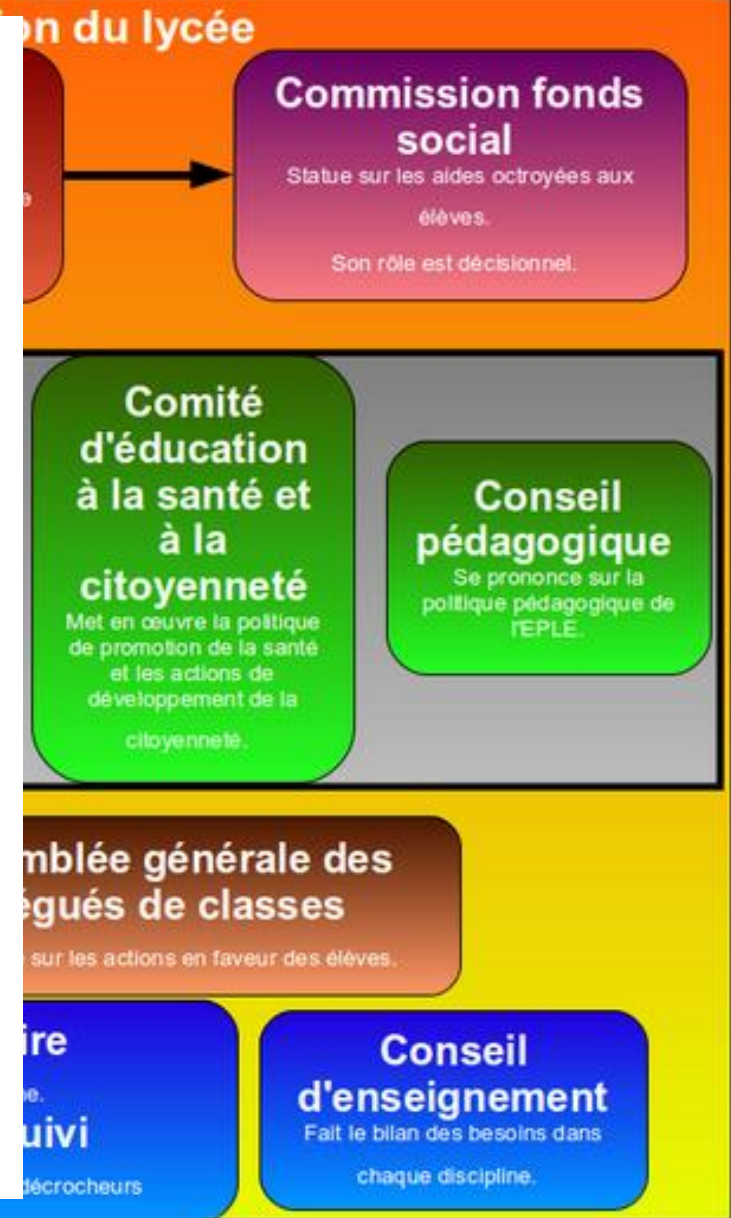 on du lycée
Commission fonds
social
Statue sur les aides octroyées aux
élèves.
Son rôle est décisionnel.
Comité
d'éducation
à la santé et
à la
citoyenneté
Met en œuvre la politique
de promotion de la santé
et les actions de
développement de la
citoyenneté.
Conseil
pédagogique
Se prononce sur la
politique pédagogique de
l'EPLE.
mblée générale des
égués de classes
sur les actions en faveur des élèves.
ire
e.
uivi
décrocheurs
Conseil
d'enseignement
Fait le bilan des besoins dans
chaque discipline.